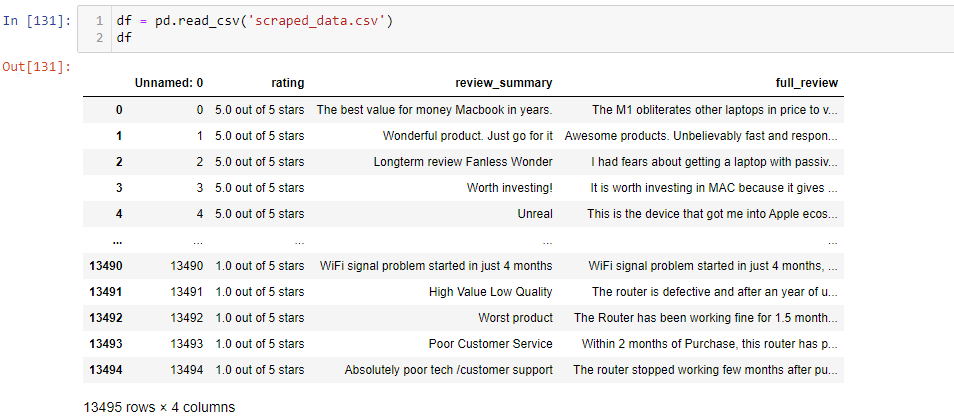 In [131]: 1 df = pd.read_csv('scraped_data.csv')
2 df
Out[131]:
Unnamed: 0 rating review_summary full_review
0 0 5.0 out of 5 stars The best value for money Macbook in years. The M1 obliterates other laptops in price to v...
1 1 5.0 out of 5 stars Wonderful product. Just go for it Awesome products. Unbelievably fast and respon...
2 2 5.0 out of 5 stars Longterm review Fanless Wonder I had fears about getting a laptop with passiv...
3 3 5.0 out of 5 stars Worth investing! It is worth investing in MAC because it gives ...
4 4 5.0 out of 5 stars Unreal This is the device that got me into Apple ecos...
... ... ... ... ...
13490 13490 1.0 out of 5 stars WiFi signal problem started in just 4 months WiFi signal problem started in just 4 months, ...
13491 13491 1.0 out of 5 stars High Value Low Quality The router is defective and after an year of u...
13492 13492 1.0 out of 5 stars Worst product The Router has been working fine for 1.5 month...
13493 13493 1.0 out of 5 stars Poor Customer Service Within 2 months of Purchase, this router has p...
13494 13494 1.0 out of 5 stars Absolutely poor tech /customer support The router stopped working few months after pu...
13495 rows × 4 columns